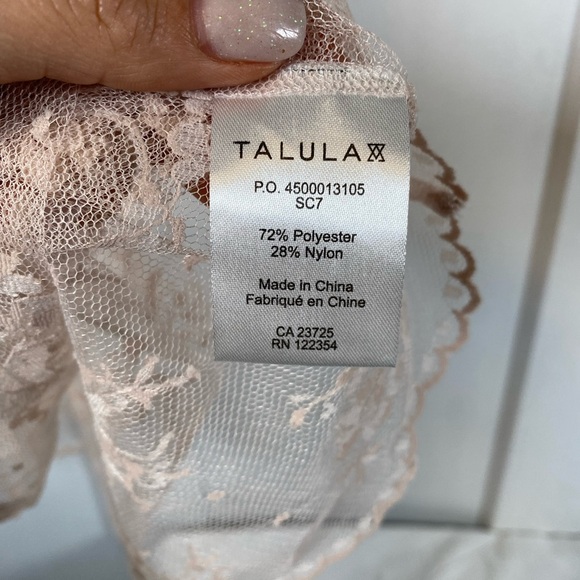 TALULA
P.O. 4500013105
SC7
72% Polyester
28% Nylon
Made in China
Fabriqué en Chine
CA 23725
RN 122354